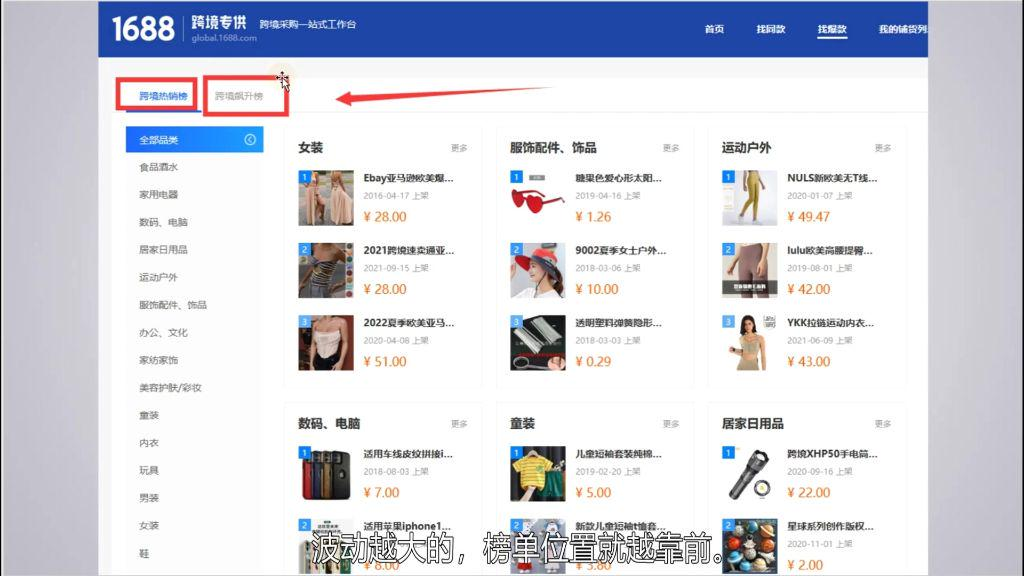 1688 跨境专供 跨境采购一站式工作台
global.1688.com
首页 找同款 找爆款 我的铺货列
跨境热销榜 跨境飙升榜
全部品类
食品酒水
家用电器
数码、电脑
居家日用品
运动户外
服饰配件、饰品
办公、文化
家纺家饰
美容护肤/彩妆
童装
内衣
玩具
男装
女装
鞋
女装 更多
1 Ebay亚马逊欧美爆...
2016-04-17 上架
¥ 28.00
2 2021跨境速卖通亚...
2021-09-15 上架
¥ 28.00
3 2022夏季欧美亚马...
2020-04-08 上架
¥ 51.00
服饰配件、饰品 更多
1 糖果色爱心形太阳...
2019-04-16 上架
¥ 1.26
2 9002夏季女士户外...
2018-03-06 上架
¥ 10.00
3 透明塑料弹簧隐形...
2018-03-03 上架
¥ 0.29
运动户外 更多
1 NULS新欧美无T线...
2020-01-07 上架
¥ 49.47
2 lulu欧美高腰提臀...
2019-08-01 上架
¥ 42.00
3 YKK拉链运动内衣...
2021-06-09 上架
¥ 43.00
数码、电脑 更多
1 适用车线皮纹拼接i...
2018-08-03 上架
¥ 7.00
2 适用苹果iphone1...
¥ 8.00
童装 更多
1 儿童短袖套装纯棉...
2019-02-20 上架
¥ 5.00
2 新款儿童短袖t恤套...
¥ 3.80
居家日用品 更多
1 跨境XHP50手电筒...
2020-09-16 上架
¥ 22.00
2 星球系列创作版权...
2020-11-01 上架
¥ 2.00
波动越大的，榜单位置就越靠前。